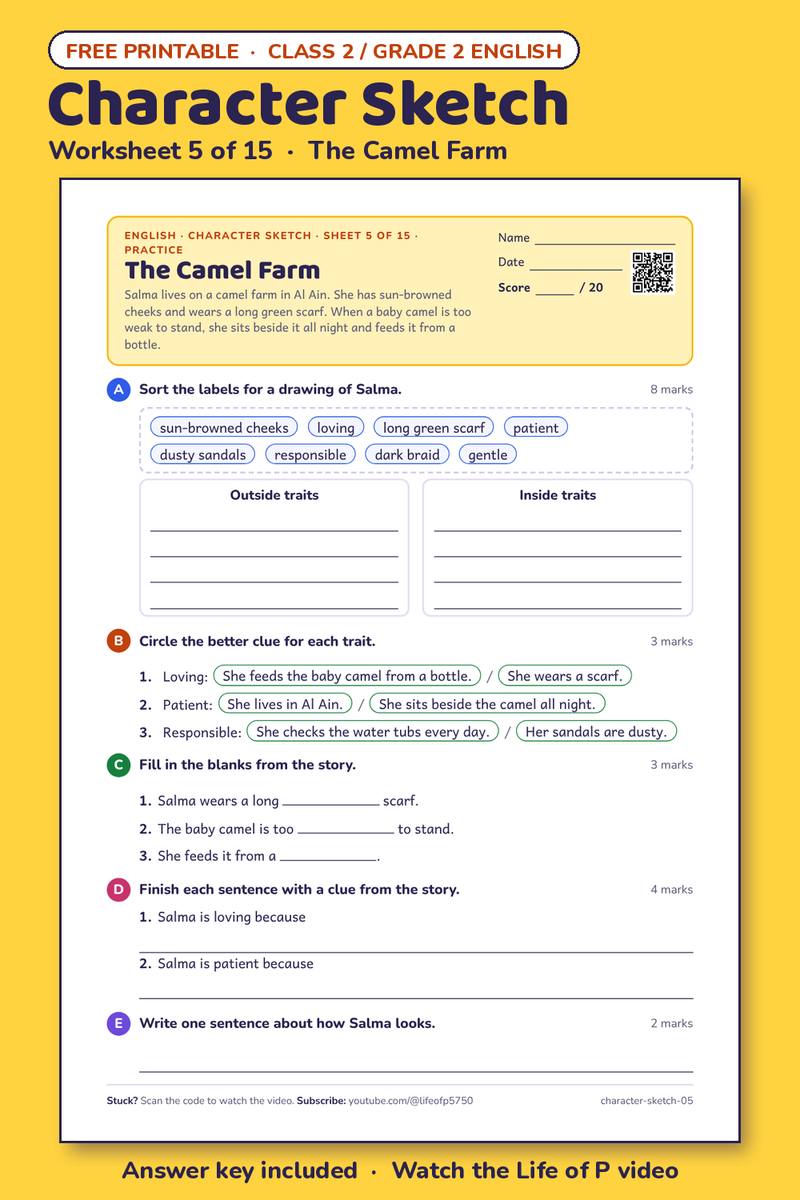 FREE PRINTABLE · CLASS 2 / GRADE 2 ENGLISH
Character Sketch
Worksheet 5 of 15 · The Camel Farm
ENGLISH · CHARACTER SKETCH · SHEET 5 OF 15 ·
PRACTICE
The Camel Farm
Salma lives on a camel farm in Al Ain. She has sun-browned
cheeks and wears a long green scarf. When a baby camel is too
weak to stand, she sits beside it all night and feeds it from a
bottle.
Name
Date
Score / 20
A Sort the labels for a drawing of Salma. 8 marks
sun-browned cheeks loving long green scarf patient
dusty sandals responsible dark braid gentle
Outside traits Inside traits
B Circle the better clue for each trait. 3 marks
1. Loving: She feeds the baby camel from a bottle. / She wears a scarf.
2. Patient: She lives in Al Ain. / She sits beside the camel all night.
3. Responsible: She checks the water tubs every day. / Her sandals are dusty.
C Fill in the blanks from the story. 3 marks
1. Salma wears a long ____ scarf.
2. The baby camel is too ____ to stand.
3. She feeds it from a ____.
D Finish each sentence with a clue from the story. 4 marks
1. Salma is loving because
2. Salma is patient because
E Write one sentence about how Salma looks. 2 marks
Stuck? Scan the code to watch the video. Subscribe: youtube.com/@lifeofp5750 character-sketch-05
Answer key included · Watch the Life of P video